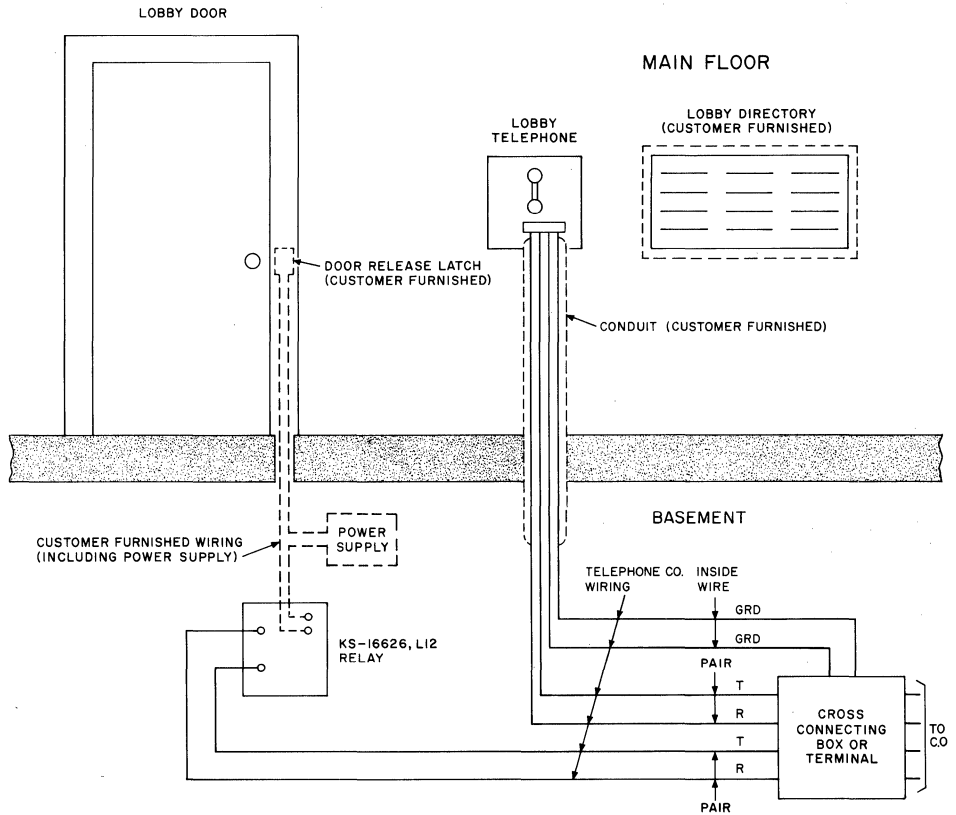 LOBBY DOOR
MAIN FLOOR
LOBBY
TELEPHONE
LOBBY DIRECTORY
(CUSTOMER FURNISHED)
DOOR RELEASE LATCH
(CUSTOMER FURNISHED)
CONDUIT (CUSTOMER FURNISHED)
BASEMENT
CUSTOMER FURNISHED WIRING
(INCLUDING POWER SUPPLY)
POWER
SUPPLY
TELEPHONE CO.
WIRING
INSIDE
WIRE
GRD
GRD
KS-16626, L12
RELAY
PAIR
T
R
T
R
PAIR
CROSS
CONNECTING
BOX OR
TERMINAL
TO
C.O